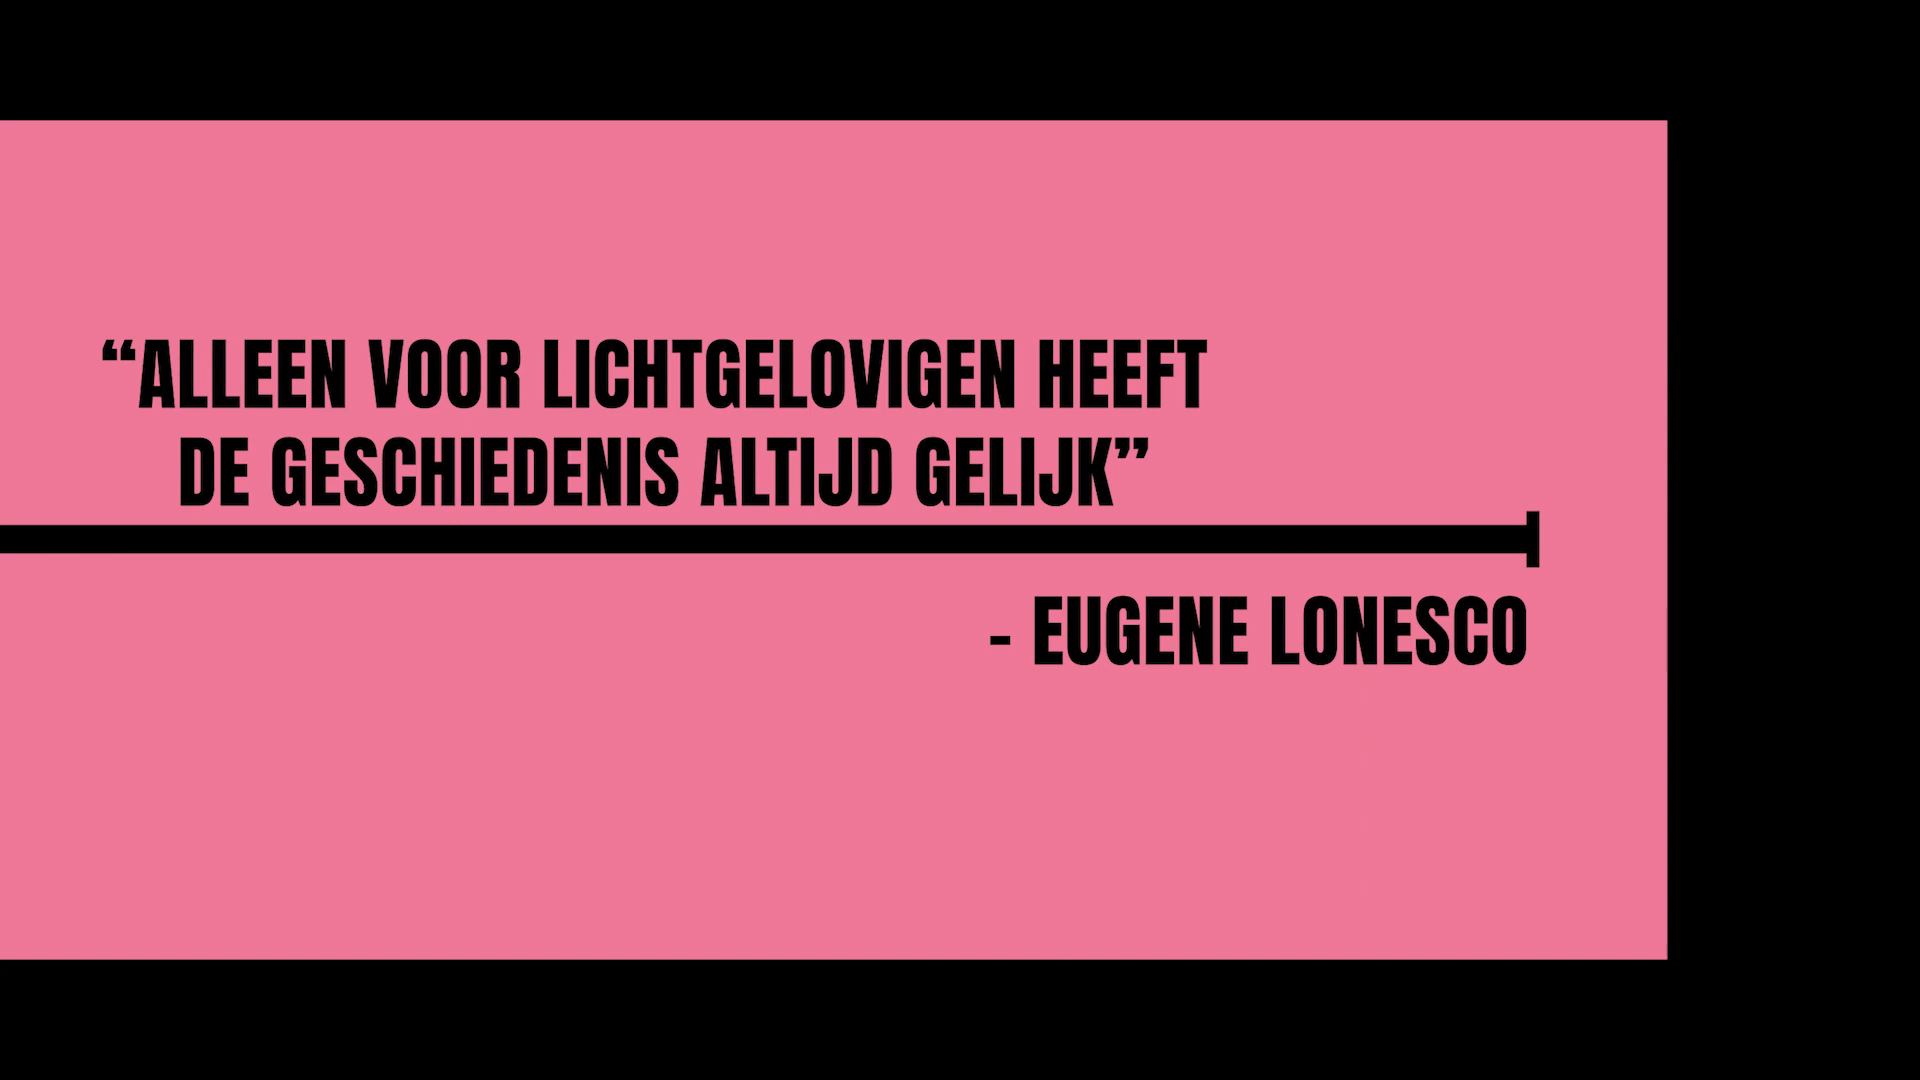 “ALLEEN VOOR LICHTGELOVIGEN HEEFT
DE GESCHIEDENIS ALTIJD GELIJK”
- EUGENE LONESCO